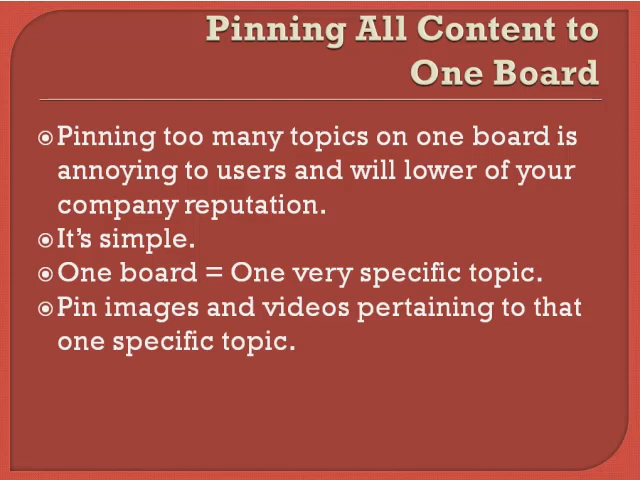 Pinning All Content to
One Board
Pinning too many topics on one board is
annoying to users and will lower of your
company reputation.
It's simple.
One board = One very specific topic.
Pin images and videos pertaining to that
one specific topic.